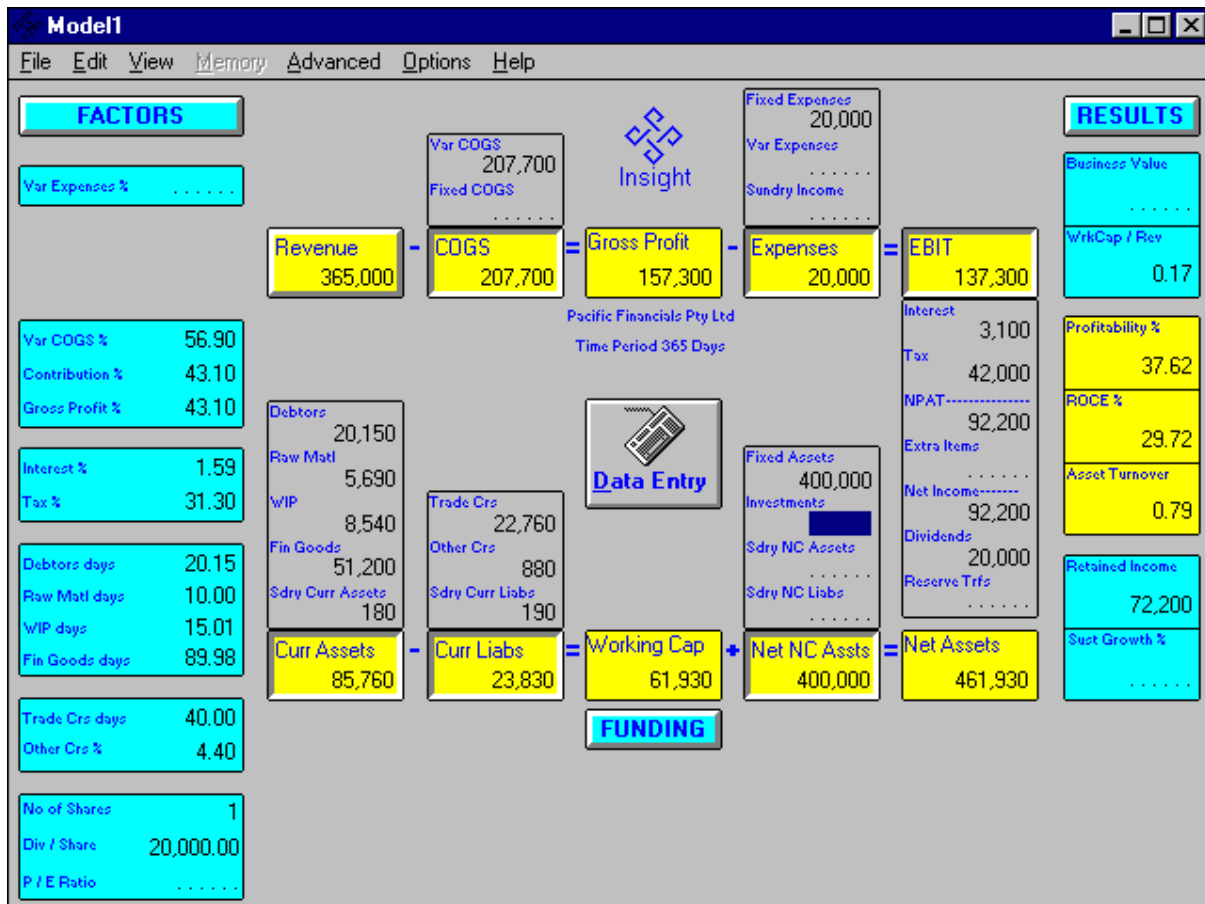 Model1
File Edit View Memory Advanced Options Help
FACTORS
Var Expenses % . . . . . .
Var COGS % 56.90
Contribution % 43.10
Gross Profit % 43.10
Interest % 1.59
Tax % 31.30
Debtors days 20.15
Raw Matl days 10.00
WIP days 15.01
Fin Goods days 89.98
Trade Crs days 40.00
Other Crs % 4.40
No of Shares 1
Div / Share 20,000.00
P / E Ratio . . . . . .
Var COGS
207,700
Fixed COGS
. . . . . .
Insight
Fixed Expenses
20,000
Var Expenses
. . . . . .
Sundry Income
. . . . . .
Revenue - COGS = Gross Profit - Expenses = EBIT
365,000 207,700 157,300 20,000 137,300
Pacific Financials Pty Ltd
Time Period 365 Days
Interest
3,100
Tax
42,000
NPAT---------------
92,200
Extra Items
. . . . . .
Net Income-------
92,200
Dividends
20,000
Reserve Trfs
. . . . . .
Debtors
20,150
Raw Matl
5,690
WIP
8,540
Fin Goods
51,200
Sdry Curr Assets
180
Trade Crs
22,760
Other Crs
880
Sdry Curr Liabs
190
Data Entry
Fixed Assets
400,000
Investments
Sdry NC Assets
. . . . . .
Sdry NC Liabs
. . . . . .
Curr Assets - Curr Liabs = Working Cap + Net NC Assts = Net Assets
85,760 23,830 61,930 400,000 461,930
FUNDING
RESULTS
Business Value
. . . . . .
WrkCap / Rev
0.17
Profitability %
37.62
ROCE %
29.72
Asset Turnover
0.79
Retained Income
72,200
Sust Growth %
. . . . . .